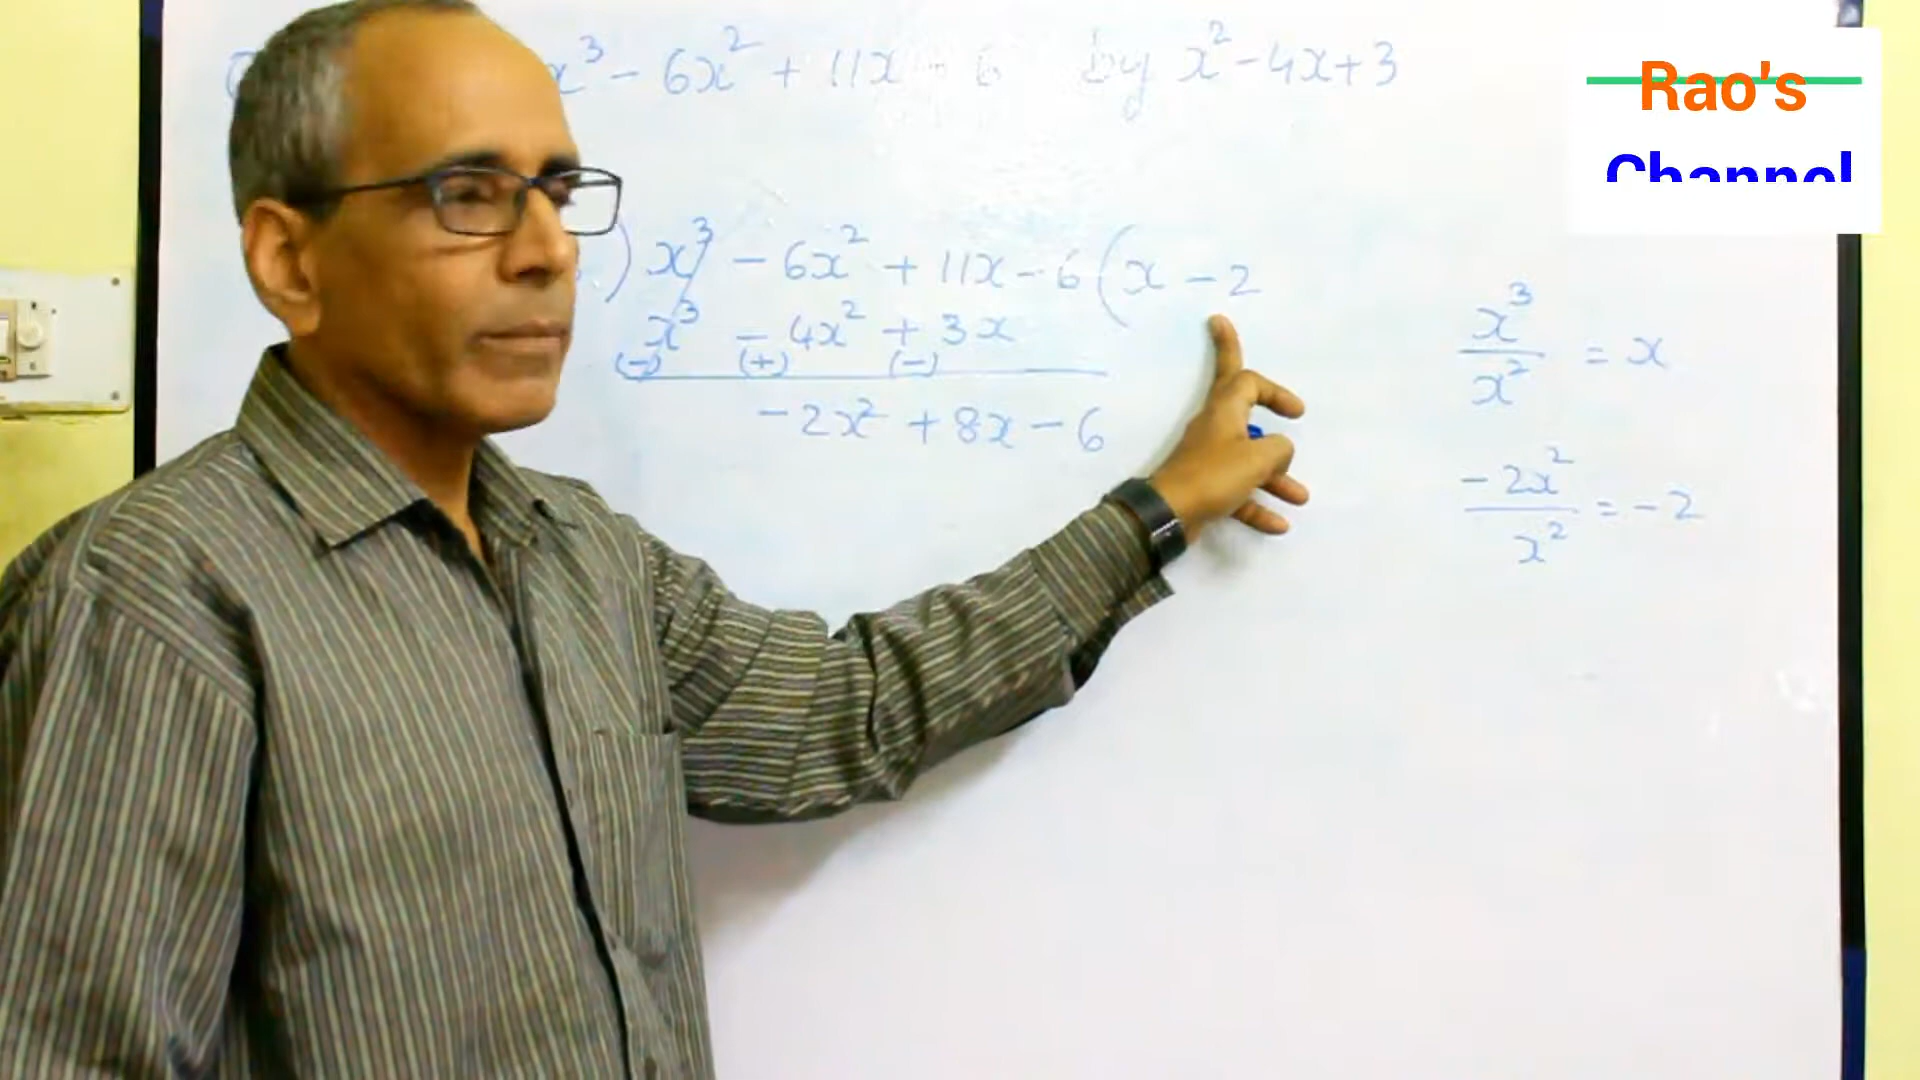 x³ - 6x² + 11x - 6 by x² - 4x + 3
) x³ - 6x² + 11x - 6 ( x - 2
x³ - 4x² + 3x
(-) (+) (-)
-2x² + 8x - 6
x³/x² = x
-2x²/x² = -2
Rao's
Channel